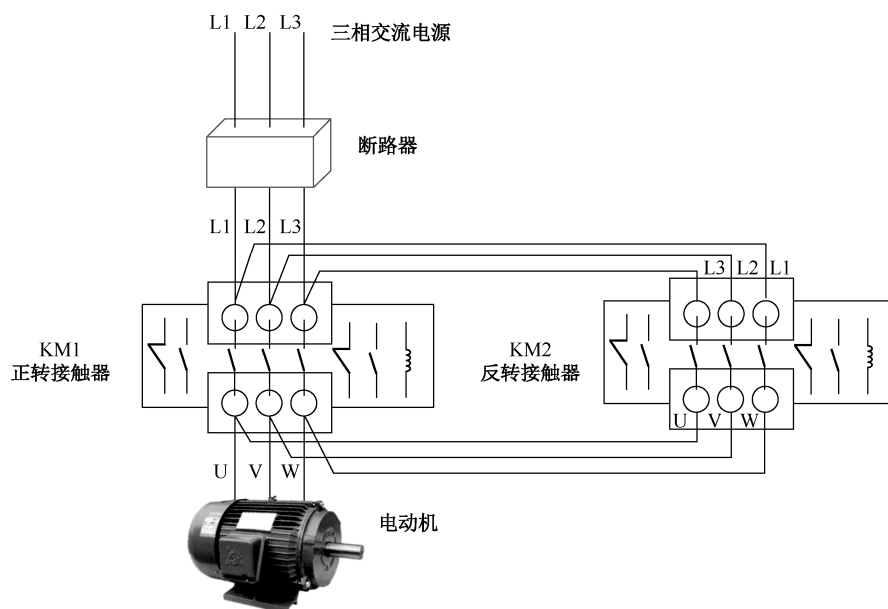 L1 L2 L3 三相交流电源
断路器
L1 L2 L3
L3 L2 L1
KM1
正转接触器
KM2
反转接触器
U V W
U V W
电动机